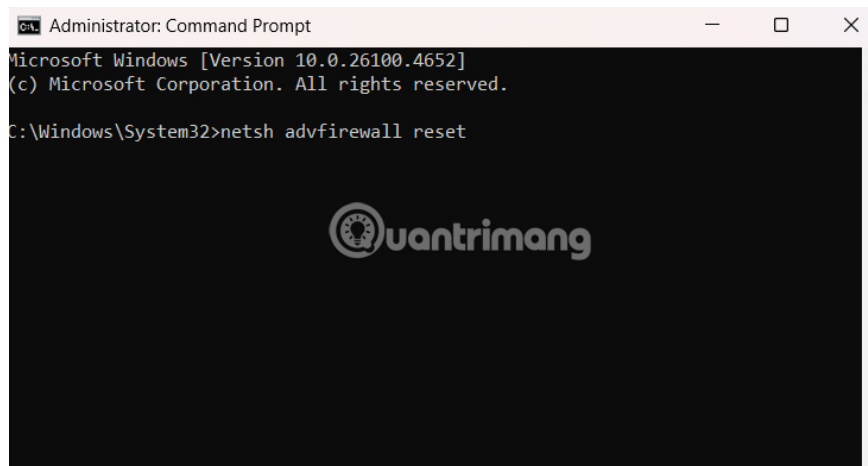 Administrator: Command Prompt
Microsoft Windows [Version 10.0.26100.4652]
(c) Microsoft Corporation. All rights reserved.
C:\Windows\System32>netsh advfirewall reset
Quantrimang